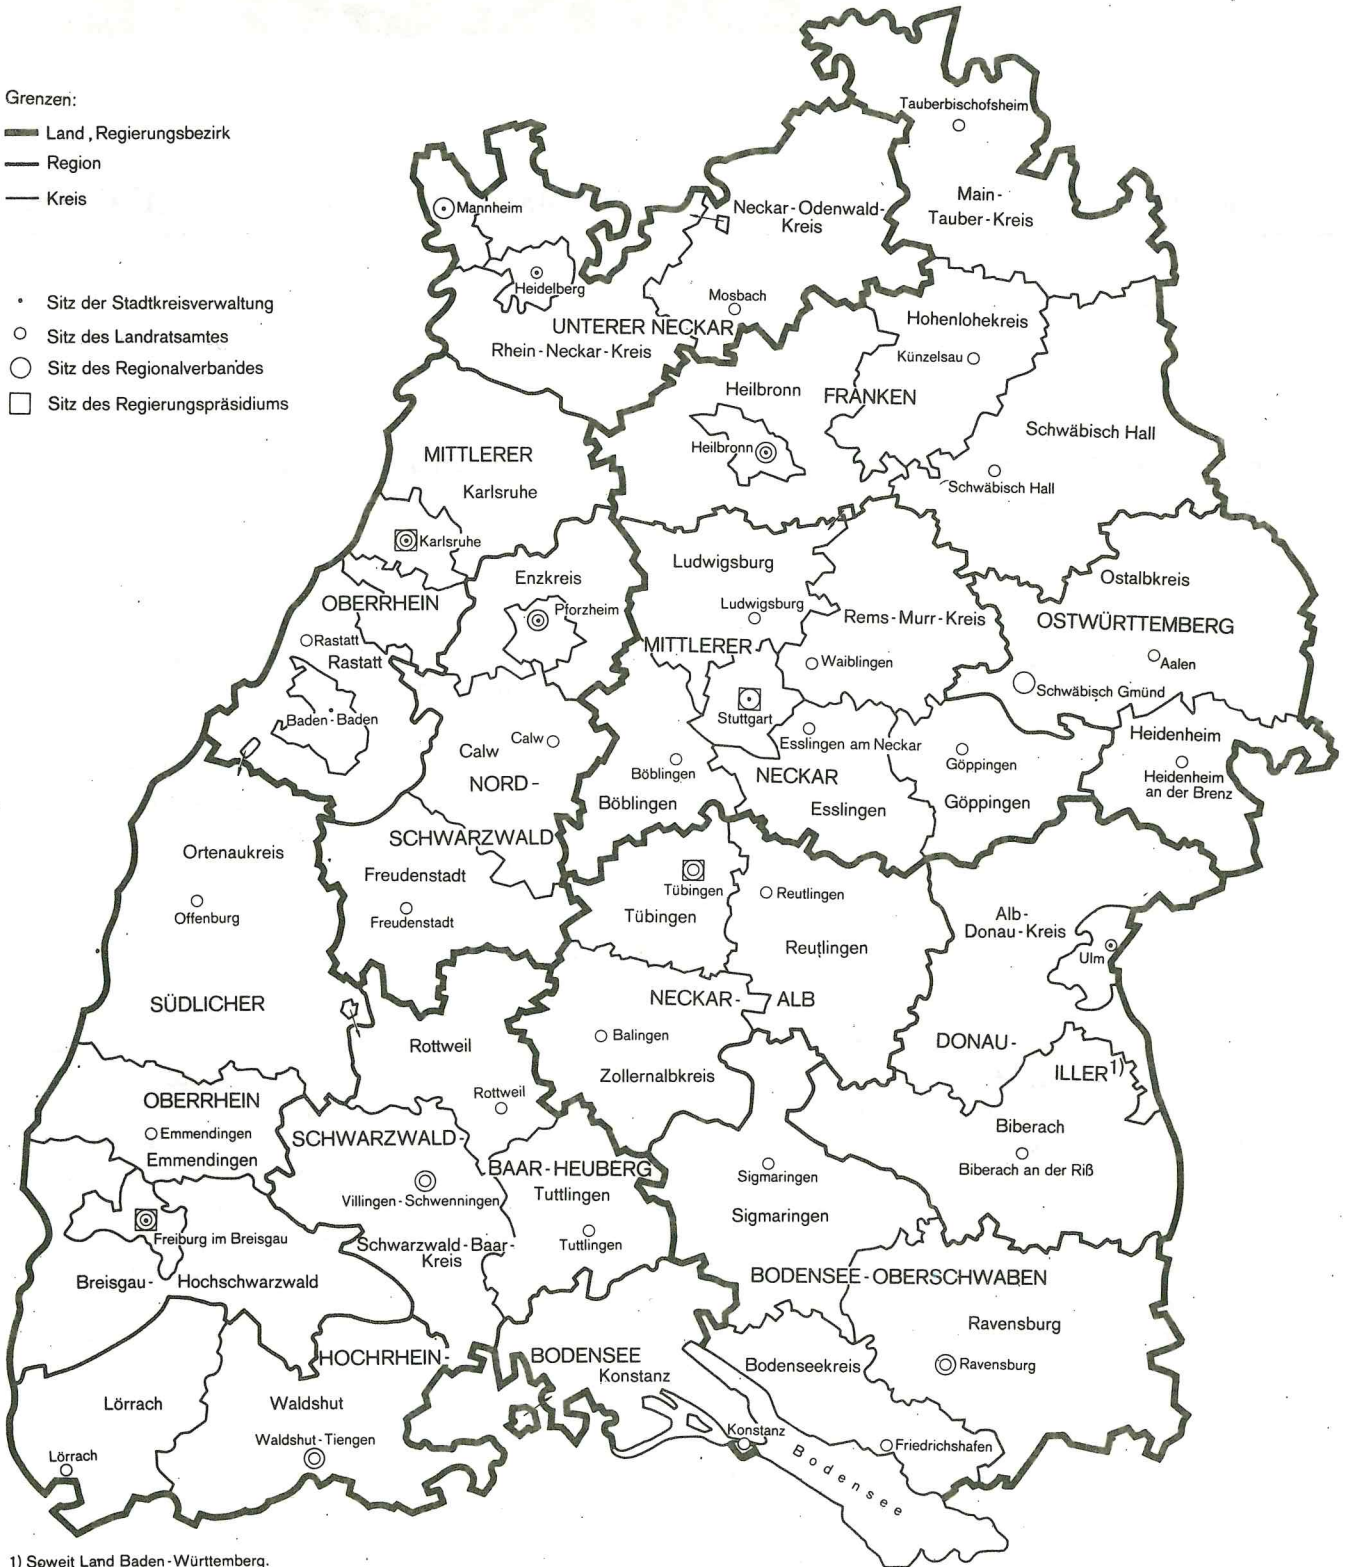 Grenzen:
Land, Regierungsbezirk
Region
Kreis
Sitz der Stadtkreisverwaltung
Sitz des Landratsamtes
Sitz des Regionalverbandes
Sitz des Regierungspräsidiums
Tauberbischofsheim
Main-
Tauber-Kreis
Mannheim
Neckar-Odenwald-
Kreis
Heidelberg
Mosbach
UNTERER NECKAR
Rhein-Neckar-Kreis
Hohenlohekreis
Künzelsau
Heilbronn
FRANKEN
Heilbronn
Schwäbisch Hall
Schwäbisch Hall
MITTLERER
Karlsruhe
Karlsruhe
Enzkreis
Pforzheim
OBERRHEIN
Rastatt
Rastatt
Baden-Baden
Ludwigsburg
Ludwigsburg
MITTLERER
Rems-Murr-Kreis
Waiblingen
Stuttgart
Ostalbkreis
OSTWÜRTTEMBERG
Aalen
Schwäbisch Gmünd
Heidenheim
Heidenheim
an der Brenz
Calw
Calw
NORD-
SCHWARZWALD
Böblingen
Böblingen
Esslingen am Neckar
NECKAR
Esslingen
Göppingen
Göppingen
Ortenaukreis
Offenburg
Freudenstadt
Freudenstadt
Tübingen
Tübingen
Reutlingen
Reutlingen
Alb-
Donau-Kreis
Ulm
SÜDLICHER
NECKAR-ALB
Rottweil
Rottweil
Balingen
Zollernalbkreis
DONAU-
ILLER1)
OBERRHEIN
Emmendingen
Emmendingen
SCHWARZWALD-
BAAR-HEUBERG
Villingen-Schwenningen
Tuttlingen
Tuttlingen
Schwarzwald-Baar-
Kreis
Biberach
Biberach an der Riß
Sigmaringen
Sigmaringen
Freiburg im Breisgau
Breisgau-Hochschwarzwald
BODENSEE-OBERSCHWABEN
Ravensburg
Ravensburg
HOCHRHEIN-
BODENSEE
Konstanz
Bodenseekreis
Lörrach
Lörrach
Waldshut
Waldshut-Tiengen
Konstanz
Bodensee
Friedrichshafen
1) Soweit Land Baden-Württemberg.